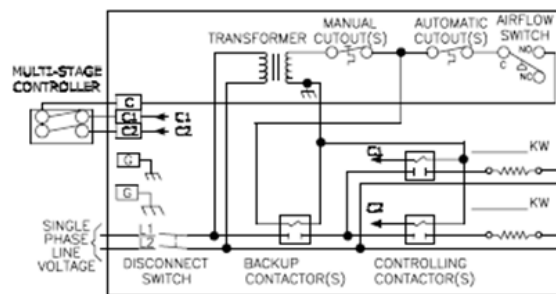 TRANSFORMER
MANUAL
CUTOUT(S)
AUTOMATIC
CUTOUT(S)
AIRFLOW
SWITCH
NO
C
NC
MULTI-STAGE
CONTROLLER
C
C1
C1
C2
C2
G
G
C1
KW
C2
KW
SINGLE
PHASE
LINE
VOLTAGE
L1
L2
DISCONNECT
SWITCH
BACKUP
CONTACTOR(S)
CONTROLLING
CONTACTOR(S)